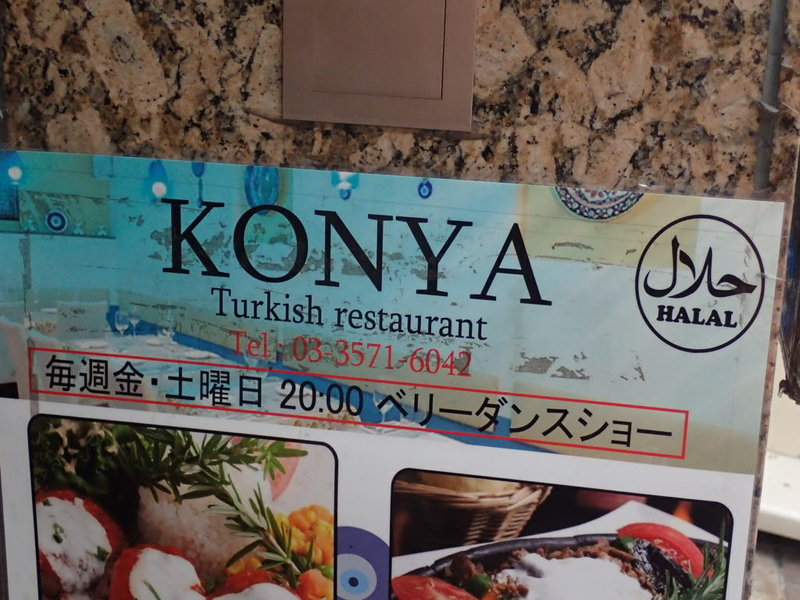 KONYA
Turkish restaurant
Tel : 03-3571-6042
毎週金・土曜日 20:00 ベリーダンスショー
حلال
HALAL